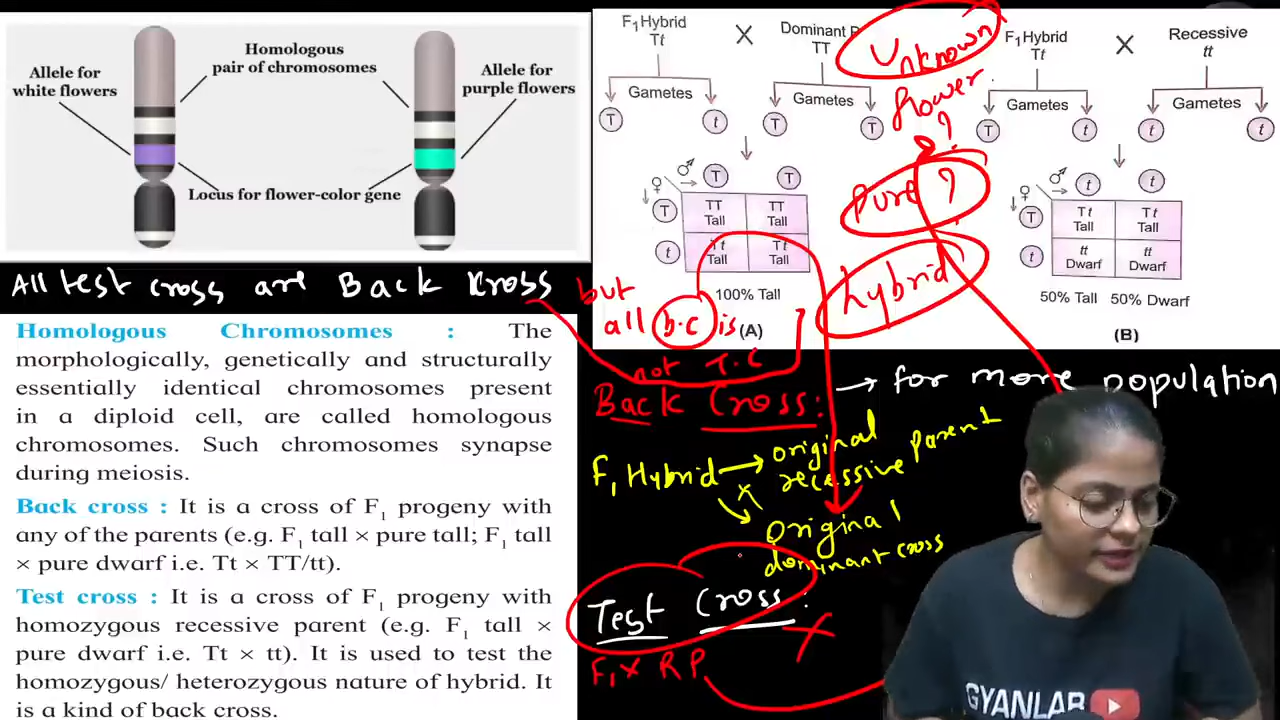 Homologous
pair of chromosomes
Allele for
white flowers
Allele for
purple flowers
Locus for flower-color gene
All test cross are Back Kross
but
all b.c is
not T.C
Homologous Chromosomes : The
morphologically, genetically and structurally
essentially identical chromosomes present
in a diploid cell, are called homologous
chromosomes. Such chromosomes synapse
during meiosis.
Back cross : It is a cross of F1 progeny with
any of the parents (e.g. F1 tall × pure tall; F1 tall
× pure dwarf i.e. Tt × TT/tt).
Test cross : It is a cross of F1 progeny with
homozygous recessive parent (e.g. F1 tall ×
pure dwarf i.e. Tt × tt). It is used to test the
homozygous/ heterozygous nature of hybrid. It
is a kind of back cross.
F1 Hybrid
Tt
X
Dominant
TT
Gametes
Gametes
T
t
T
T
♂
♀
T
T
T
TT
Tall
TT
Tall
t
Tt
Tall
Tt
Tall
100% Tall
(A)
Unknown
flower
?
Pure ?
hybrid
F1 Hybrid
Tt
X
Recessive
tt
Gametes
Gametes
T
t
t
t
♂
♀
t
t
T
Tt
Tall
Tt
Tall
t
tt
Dwarf
tt
Dwarf
50% Tall 50% Dwarf
(B)
Back Cross:
→ for more population
F1 Hybrid → original
recessive parent
x
original
dominant cross
Test Cross:
F1 x R P
X
GYANLAB